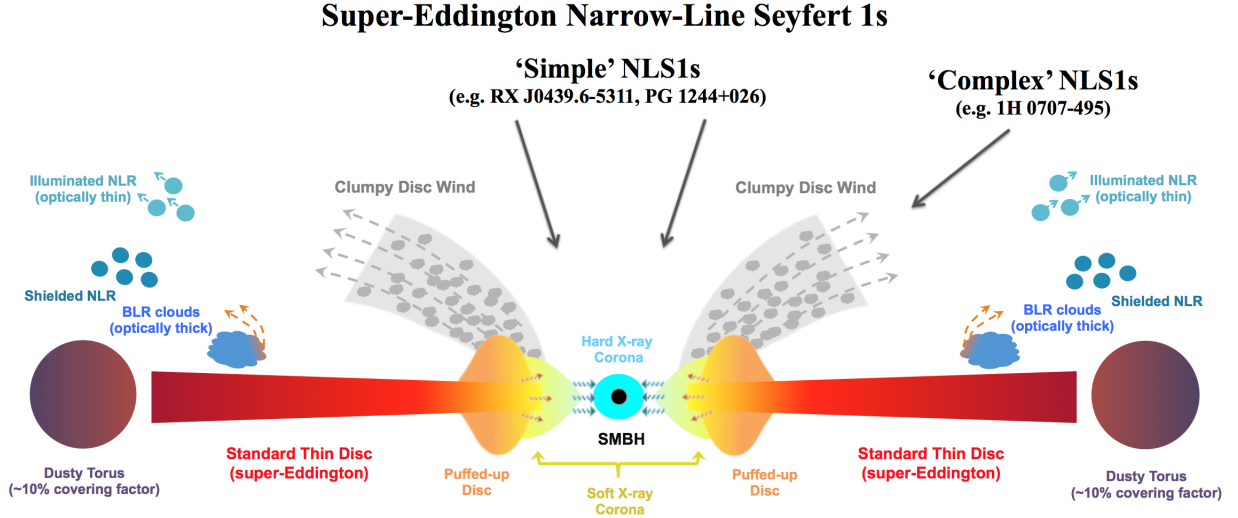 Super-Eddington Narrow-Line Seyfert 1s
‘Simple’ NLS1s
(e.g. RX J0439.6-5311, PG 1244+026)
‘Complex’ NLS1s
(e.g. 1H 0707-495)
Illuminated NLR
(optically thin)
Clumpy Disc Wind
Clumpy Disc Wind
Illuminated NLR
(optically thin)
Shielded NLR
Shielded NLR
BLR clouds
(optically thick)
BLR clouds
(optically thick)
Hard X-ray
Corona
SMBH
Standard Thin Disc
(super-Eddington)
Standard Thin Disc
(super-Eddington)
Dusty Torus
(~10% covering factor)
Puffed-up
Disc
Soft X-ray
Corona
Puffed-up
Disc
Dusty Torus
(~10% covering factor)